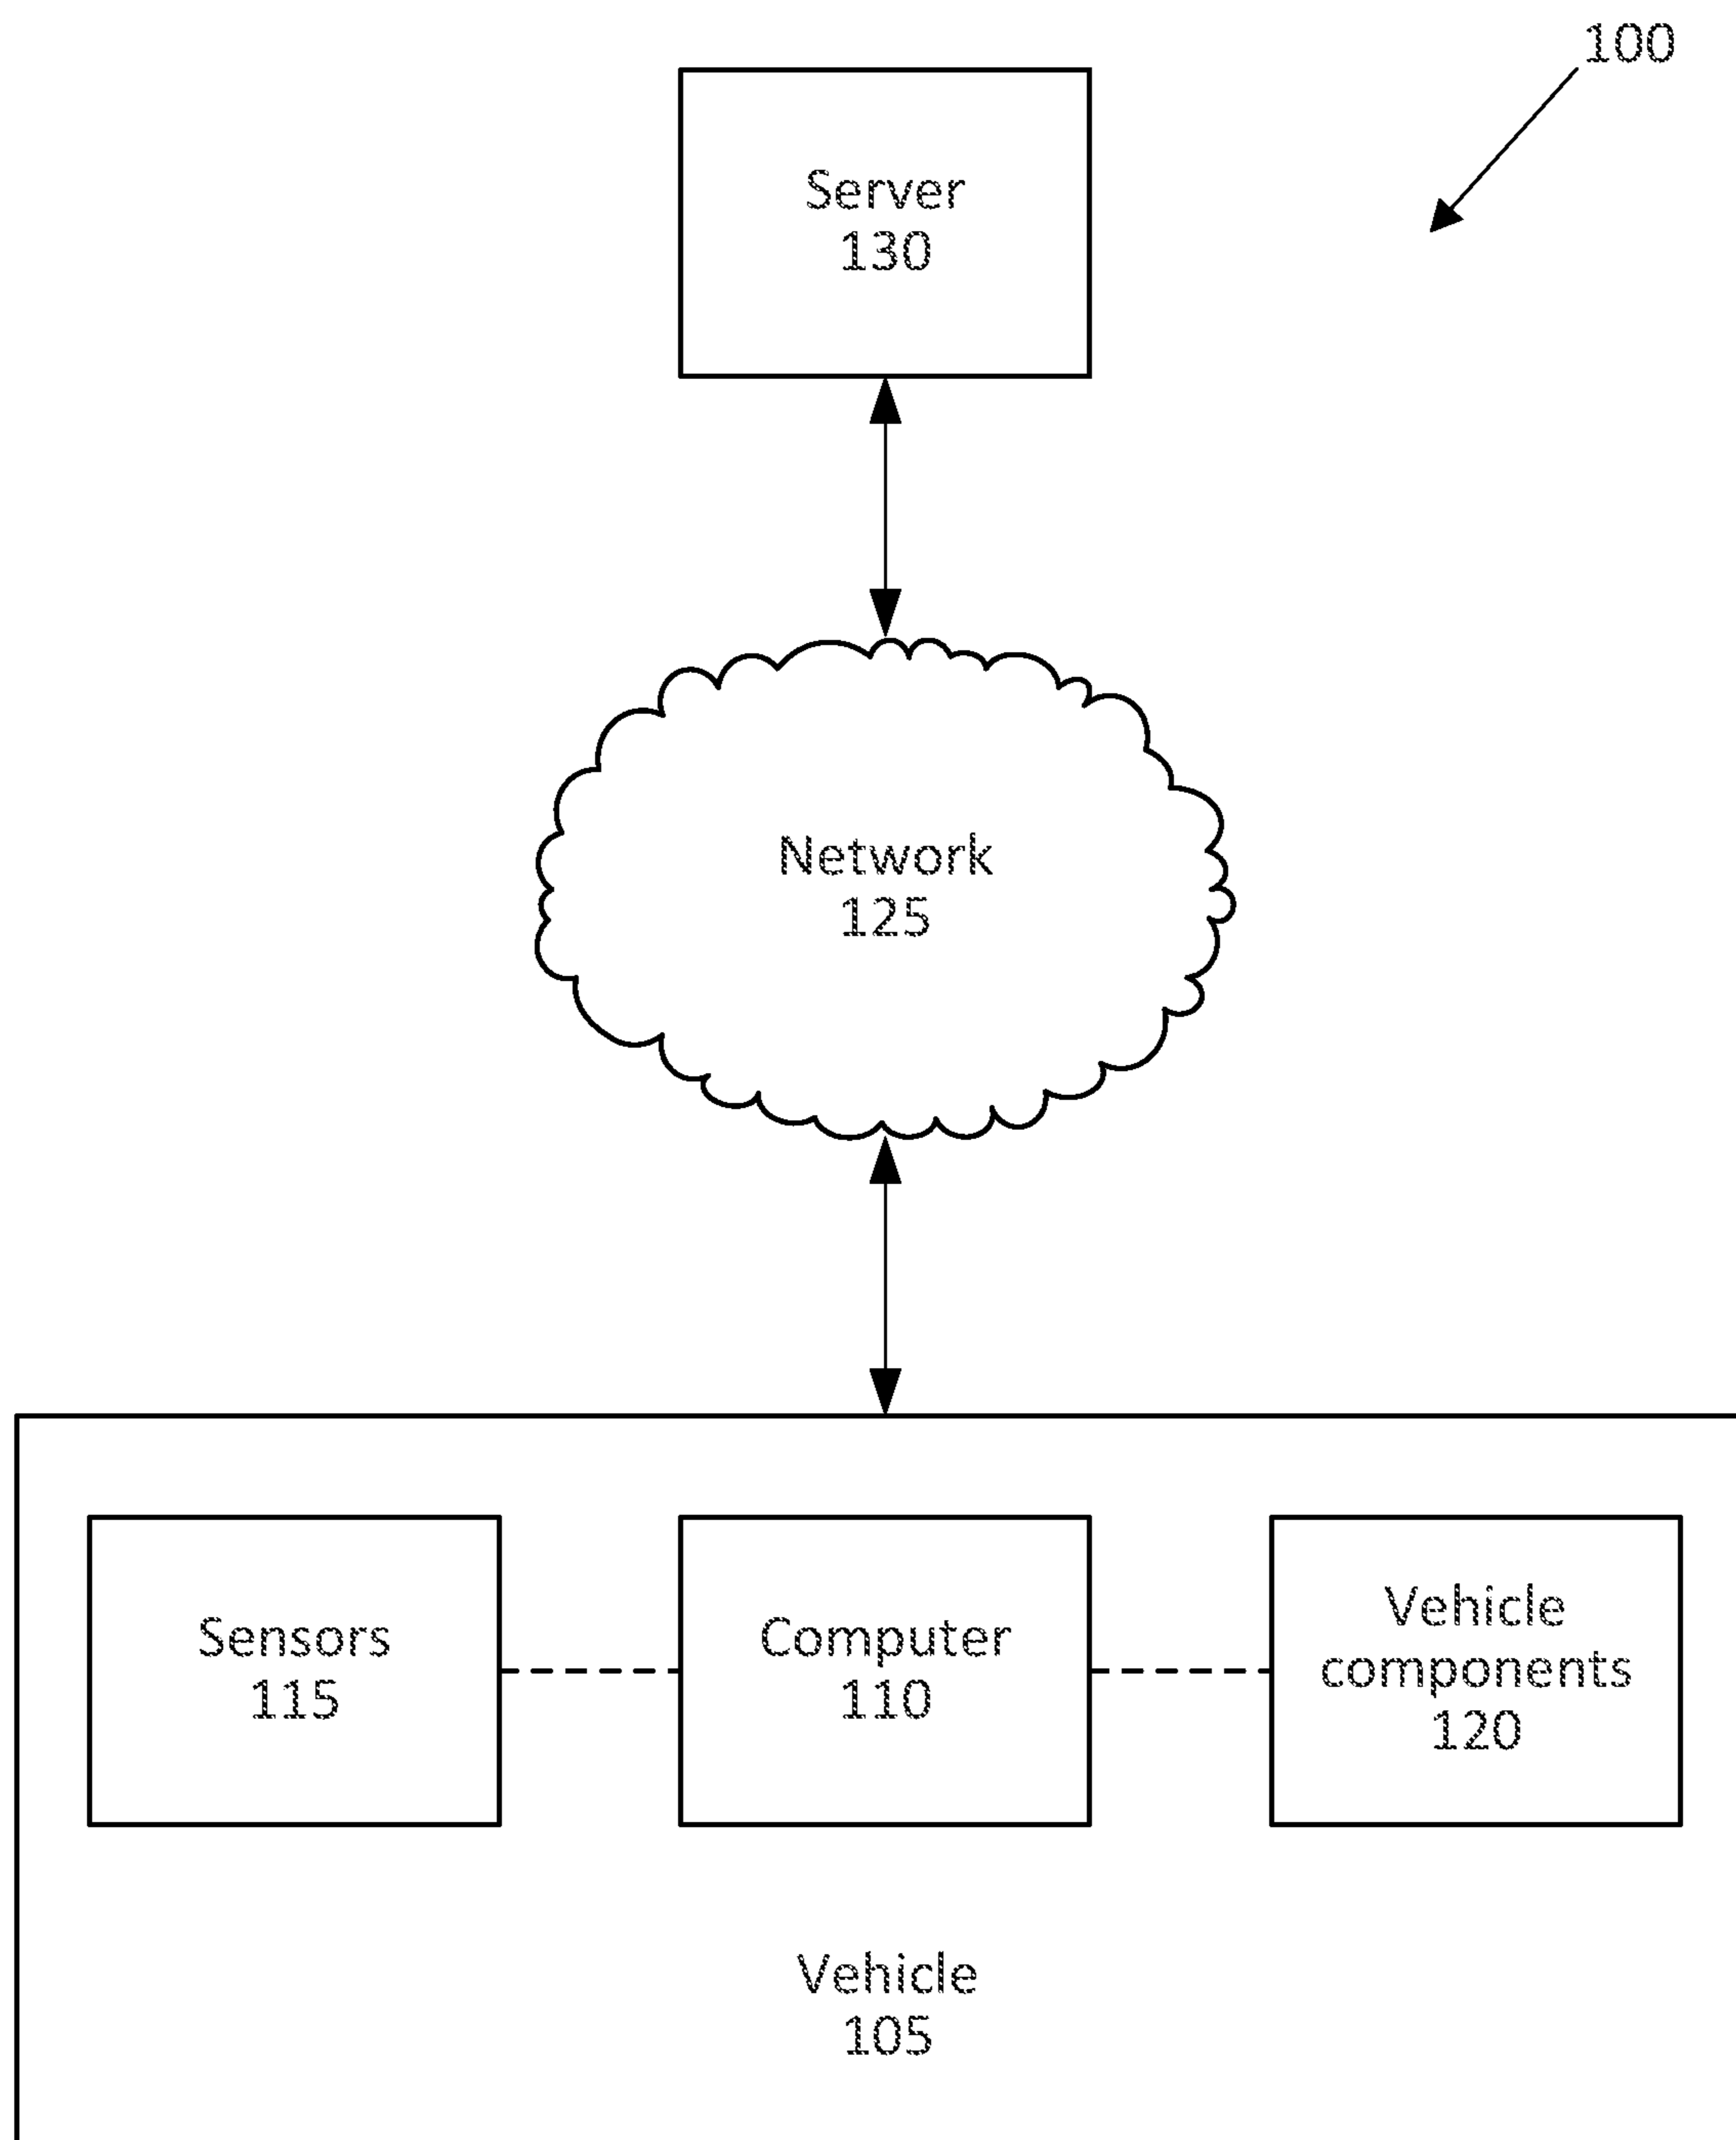 100
Server
130
Network
125
Sensors
115
Computer
110
Vehicle
components
120
Vehicle
105